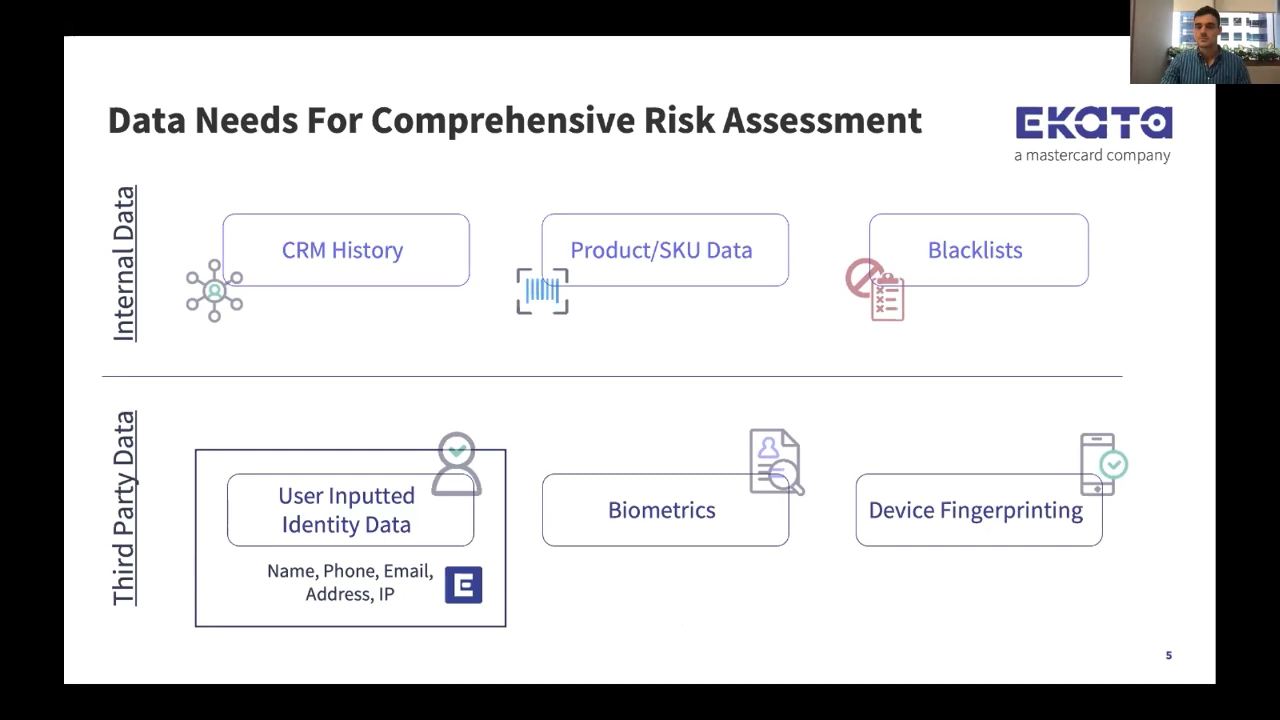 Data Needs For Comprehensive Risk Assessment
EKATA
a mastercard company
Internal Data
CRM History
Product/SKU Data
Blacklists
Third Party Data
User Inputted
Identity Data
Name, Phone, Email,
Address, IP
E
Biometrics
Device Fingerprinting
5